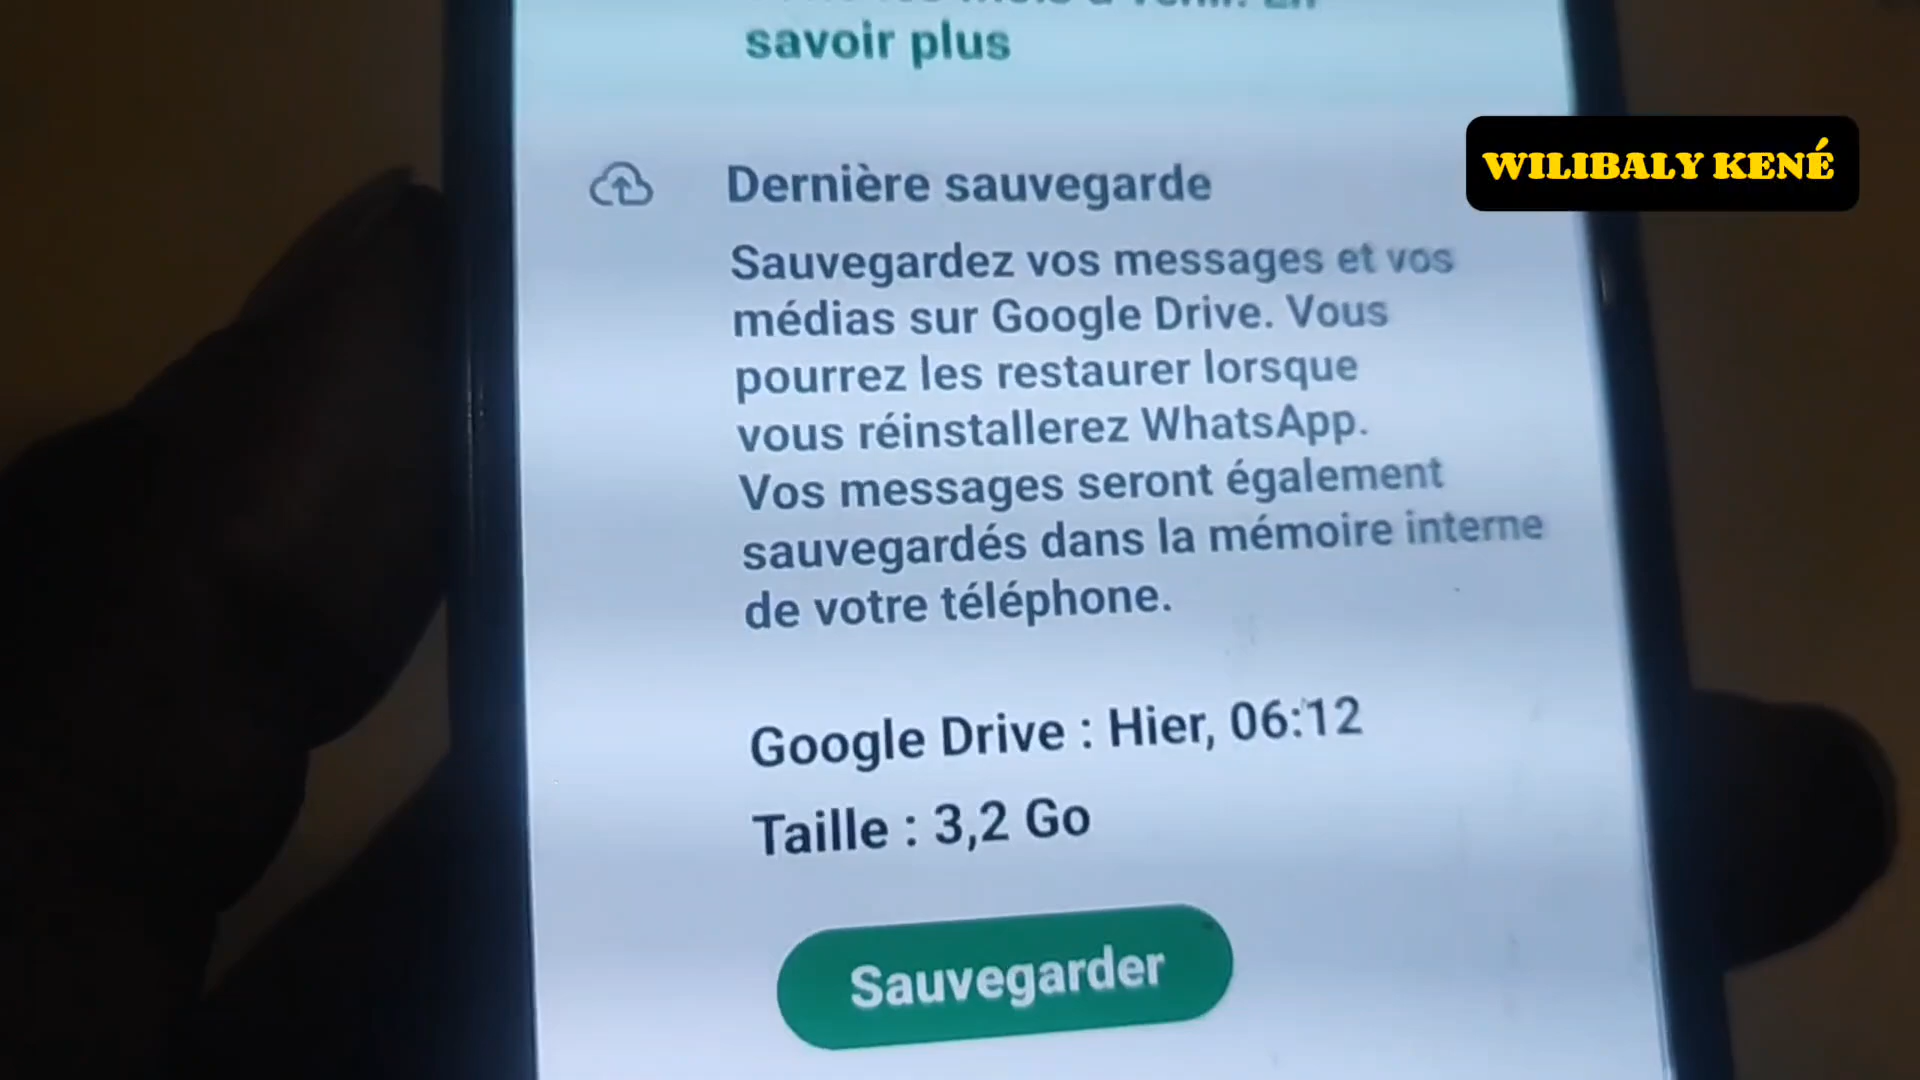 savoir plus
WILIBALY KENÉ
Dernière sauvegarde
Sauvegardez vos messages et vos
médias sur Google Drive. Vous
pourrez les restaurer lorsque
vous réinstallerez WhatsApp.
Vos messages seront également
sauvegardés dans la mémoire interne
de votre téléphone.
Google Drive : Hier, 06:12
Taille : 3,2 Go
Sauvegarder